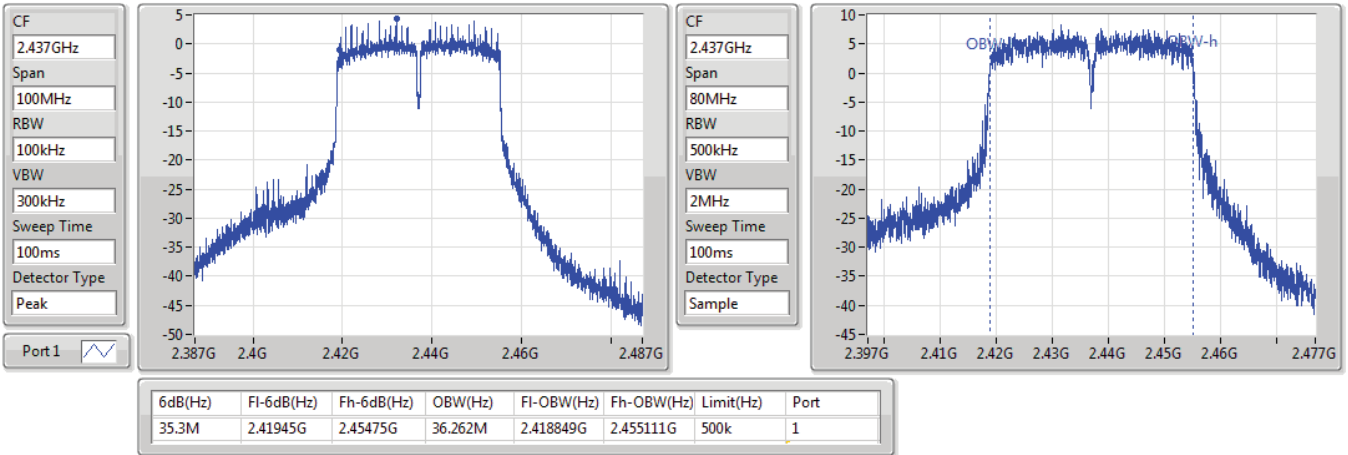 CF
2.437GHz
Span
100MHz
RBW
100kHz
VBW
300kHz
Sweep Time
100ms
Detector Type
Peak
Port1
5
0
-5
-10
-15
-20
-25
-30
-35
-40
-45
-50
2.387G 2.4G 2.42G 2.44G 2.46G 2.487G
CF
2.437GHz
Span
80MHz
RBW
500kHz
VBW
2MHz
Sweep Time
100ms
Detector Type
Sample
10
5
0
-5
-10
-15
-20
-25
-30
-35
-40
-45
OBW-h
2.397G 2.41G 2.42G 2.43G 2.44G 2.45G 2.46G 2.477G
6dB(Hz) Fl-6dB(Hz) Fh-6dB(Hz) OBW(Hz) Fl-OBW(Hz) Fh-OBW(Hz) Limit(Hz) Port
35.3M 2.41945G 2.45475G 36.262M 2.418849G 2.455111G 500k 1